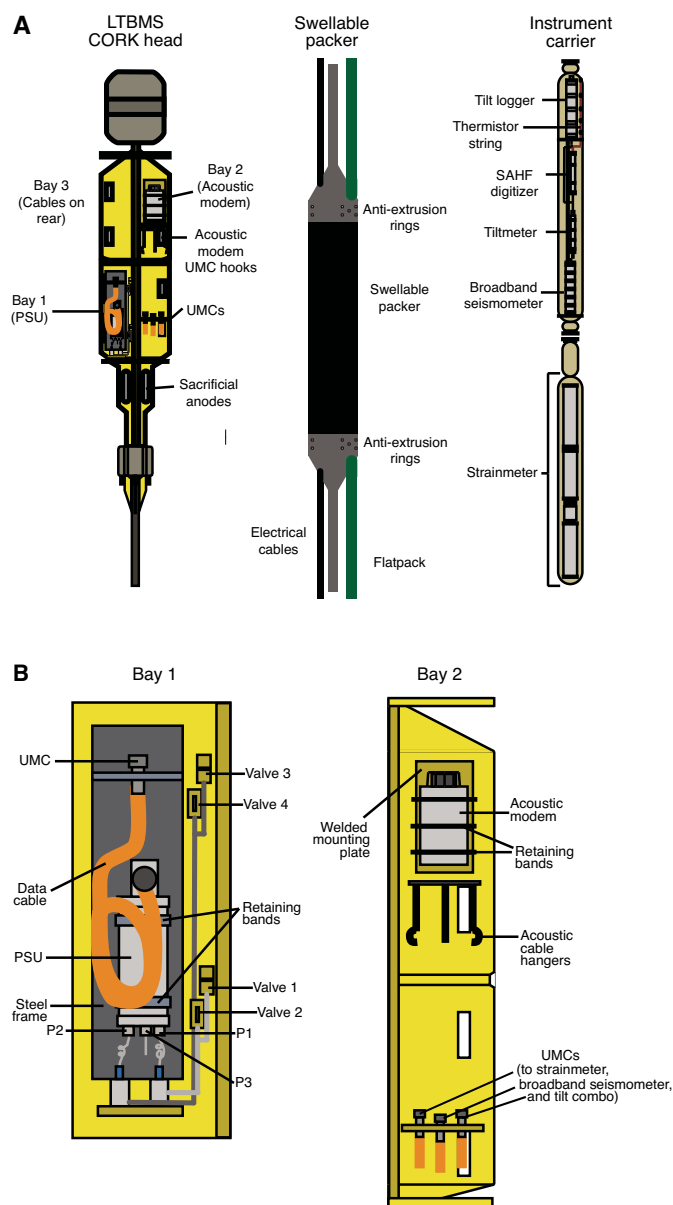 A
LTBMS
CORK head
Swellable
packer
Instrument
carrier
Bay 3
(Cables on
rear)
Bay 2
(Acoustic
modem)
Acoustic
modem
UMC hooks
Bay 1
(PSU)
UMCs
Sacrificial
anodes
Anti-extrusion
rings
Swellable
packer
Anti-extrusion
rings
Electrical
cables
Flatpack
Tilt logger
Thermistor
string
SAHF
digitizer
Tiltmeter
Broadband
seismometer
Strainmeter
B
Bay 1
Bay 2
UMC
Valve 3
Valve 4
Data
cable
Retaining
bands
PSU
Valve 1
Steel
frame
Valve 2
P2
P1
P3
Welded
mounting
plate
Acoustic
modem
Retaining
bands
Acoustic
cable
hangers
UMCs
(to strainmeter,
broadband seismometer,
and tilt combo)